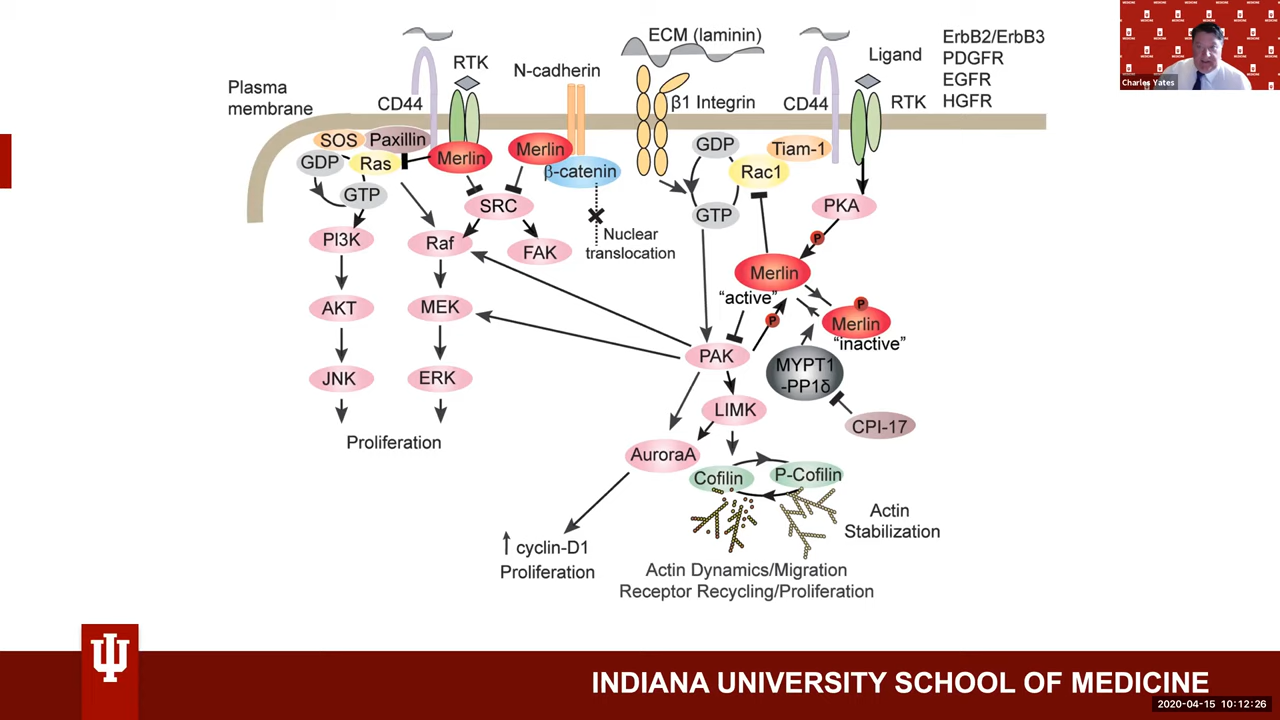 Plasma
membrane
CD44
RTK
N-cadherin
ECM (laminin)
β1 Integrin
CD44
Ligand
RTK
ErbB2/ErbB3
PDGFR
EGFR
HGFR
Charles Yates
SOS
Paxillin
GDP
Ras
GTP
Merlin
Merlin
β-catenin
SRC
FAK
Nuclear
translocation
GDP
Rac1
Tiam-1
GTP
PKA
P
Merlin
"active"
P
P
Merlin
"inactive"
MYPT1
-PP1δ
CPI-17
PI3K
AKT
JNK
Raf
MEK
ERK
Proliferation
PAK
LIMK
AuroraA
Cofilin
P-Cofilin
Actin
Stabilization
cyclin-D1
Proliferation
Actin Dynamics/Migration
Receptor Recycling/Proliferation
INDIANA UNIVERSITY SCHOOL OF MEDICINE
2020-04-15 10:12:26